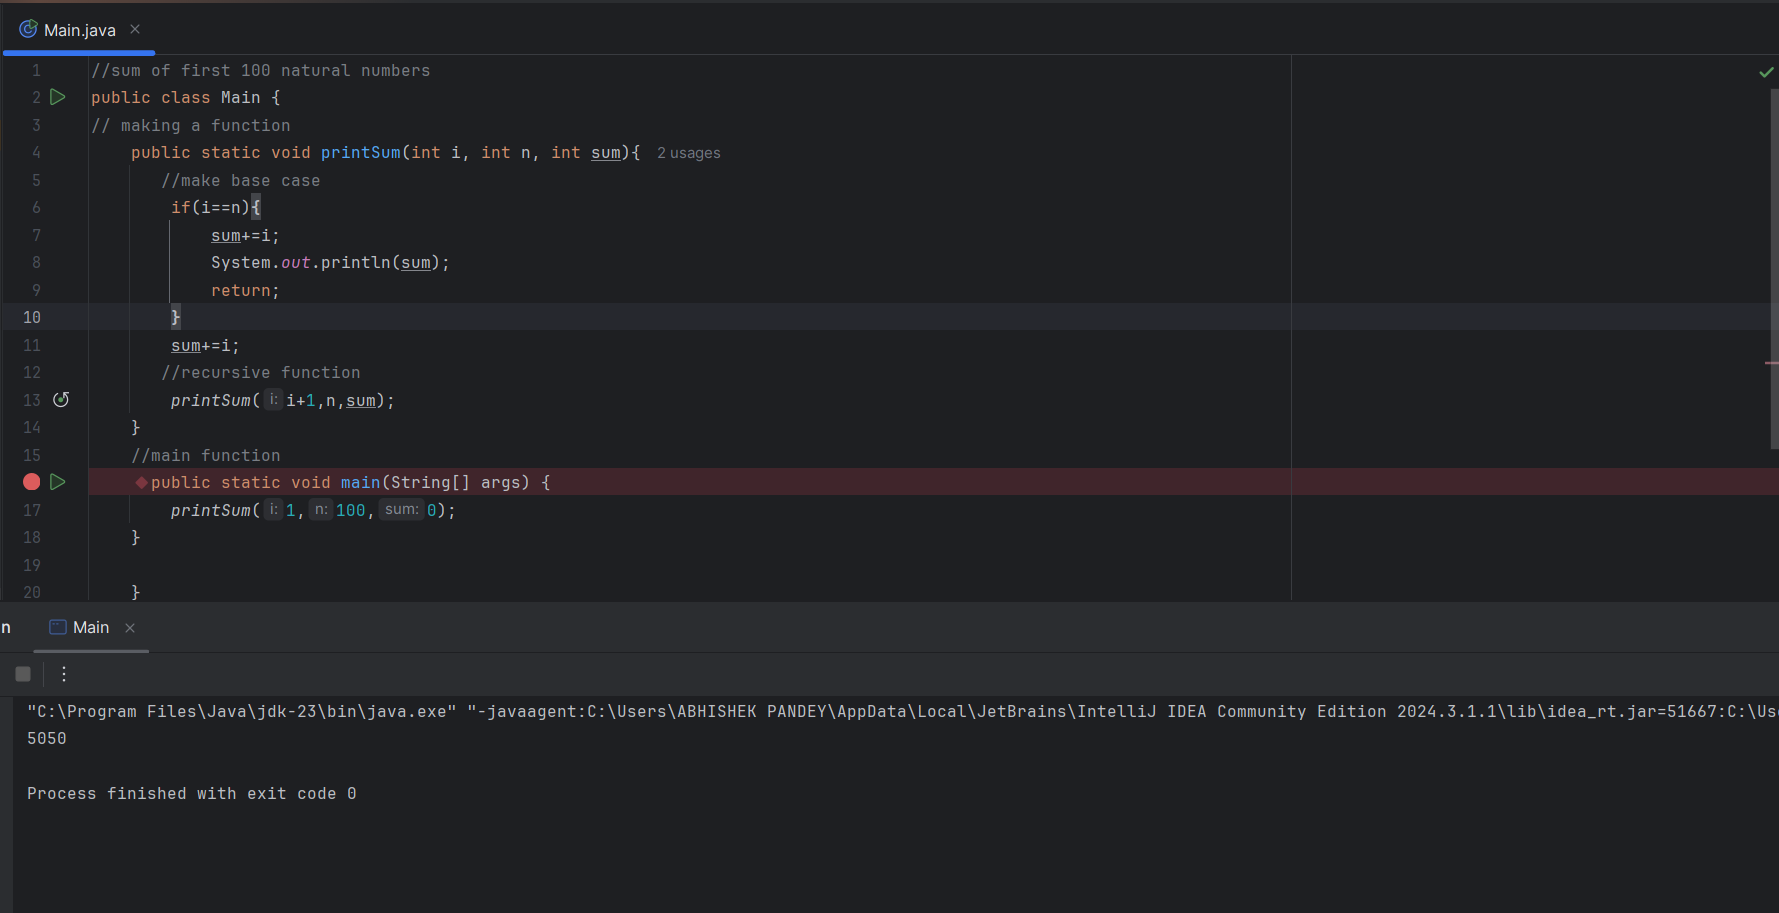 Main.java
1 //sum of first 100 natural numbers
2 public class Main {
3 // making a function
4 public static void printSum(int i, int n, int sum){ 2 usages
5 //make base case
6 if(i==n){
7 sum+=i;
8 System.out.println(sum);
9 return;
10 }
11 sum+=i;
12 //recursive function
13 printSum( i: i+1,n,sum);
14 }
15 //main function
public static void main(String[] args) {
17 printSum( i: 1, n: 100, sum: 0);
18 }
19
20 }
n Main
"C:\Program Files\Java\jdk-23\bin\java.exe" "-javaagent:C:\Users\ABHISHEK PANDEY\AppData\Local\JetBrains\IntelliJ IDEA Community Edition 2024.3.1.1\lib\idea_rt.jar=51667:C:\Us
5050
Process finished with exit code 0